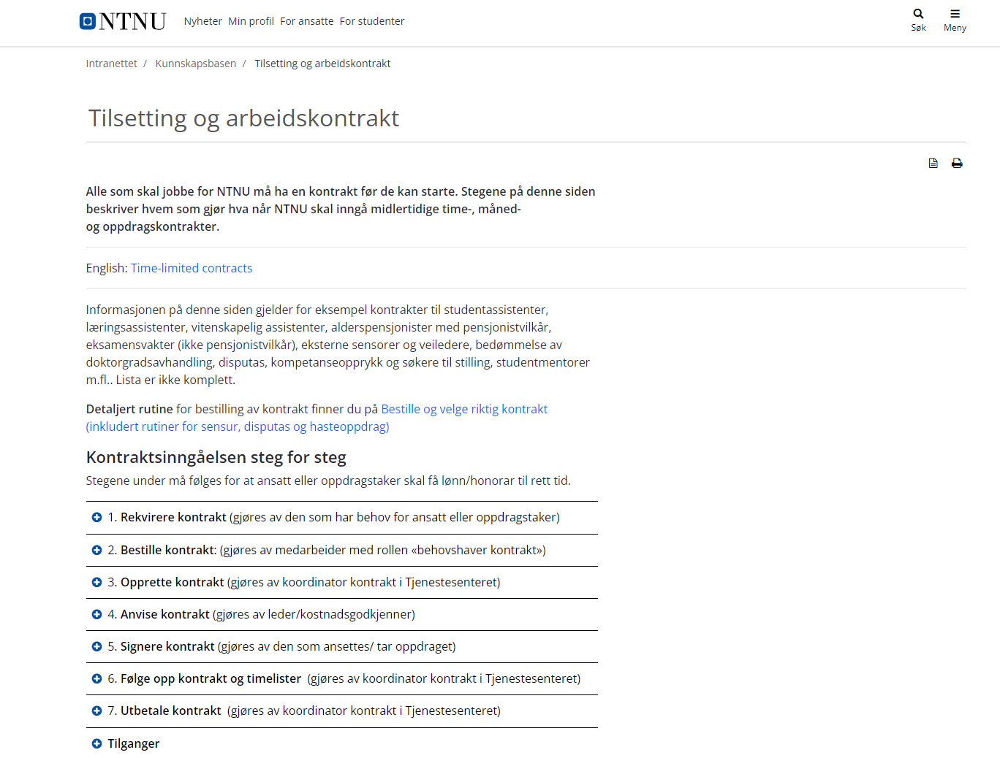 NTNU Nyheter Min profil For ansatte For studenter Søk Meny
Intranettet / Kunnskapsbasen / Tilsetting og arbeidskontrakt
Tilsetting og arbeidskontrakt
Alle som skal jobbe for NTNU må ha en kontrakt før de kan starte. Stegene på denne siden
beskriver hvem som gjør hva når NTNU skal inngå midlertidige time-, måned-
og oppdragskontrakter.
English: Time-limited contracts
Informasjonen på denne siden gjelder for eksempel kontrakter til studentassistenter,
læringsassistenter, vitenskapelig assistenter, alderspensjonister med pensjonistvilkår,
eksamensvakter (ikke pensjonistvilkår), eksterne sensorer og veiledere, bedømmelse av
doktorgradsavhandling, disputas, kompetanseopprykk og søkere til stilling, studentmentorer
m.fl.. Lista er ikke komplett.
Detaljert rutine for bestilling av kontrakt finner du på Bestille og velge riktig kontrakt
(inkludert rutiner for sensur, disputas og hasteoppdrag)
Kontraktsinngåelsen steg for steg
Stegene under må følges for at ansatt eller oppdragstaker skal få lønn/honorar til rett tid.
1. Rekvirere kontrakt (gjøres av den som har behov for ansatt eller oppdragstaker)
2. Bestille kontrakt: (gjøres av medarbeider med rollen «behovshaver kontrakt»)
3. Opprette kontrakt (gjøres av koordinator kontrakt i Tjenestesenteret)
4. Anvise kontrakt (gjøres av leder/kostnadsgodkjenner)
5. Signere kontrakt (gjøres av den som ansettes/ tar oppdraget)
6. Følge opp kontrakt og timelister (gjøres av koordinator kontrakt i Tjenestesenteret)
7. Utbetale kontrakt (gjøres av koordinator kontrakt i Tjenestesenteret)
Tilganger